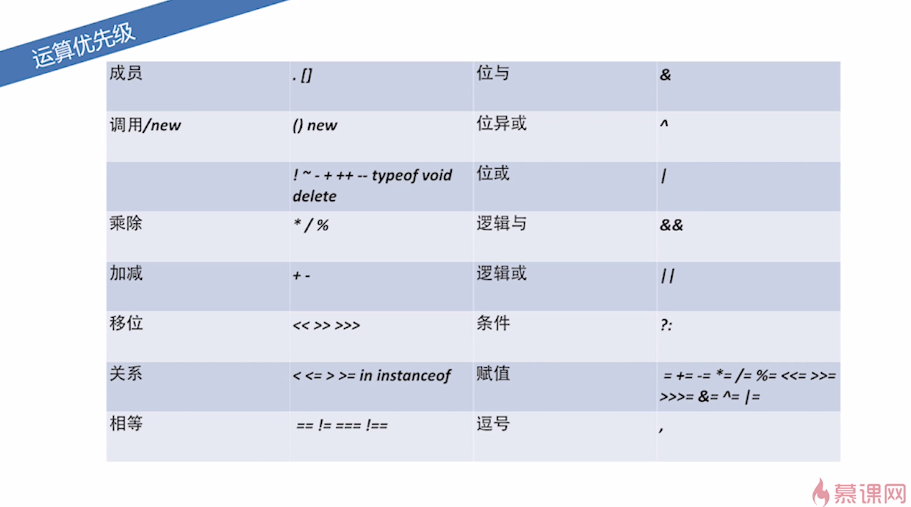 运算优先级
成员 . [] 位与 &
调用/new () new 位异或 ^
! ~ - + ++ -- typeof void
delete
位或 |
乘除 * / % 逻辑与 &&
加减 + - 逻辑或 ||
移位 << >> >>> 条件 ?:
关系 < <= > >= in instanceof 赋值 = += -= *= /= %= <<= >>=
>>>= &= ^= |=
相等 == != === !== 逗号 ,
慕课网